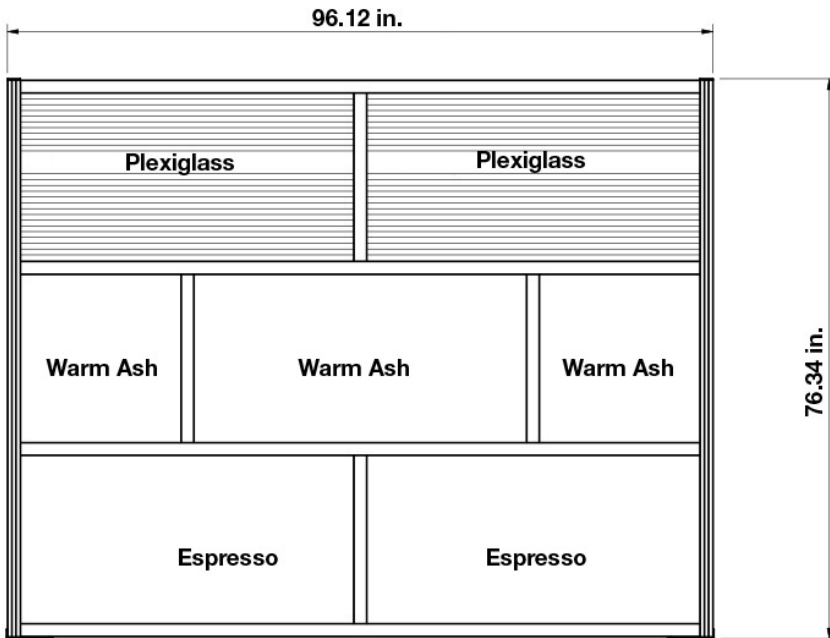 96.12 in.
Plexiglass
Plexiglass
Warm Ash
Warm Ash
Warm Ash
76.34 in.
Espresso
Espresso